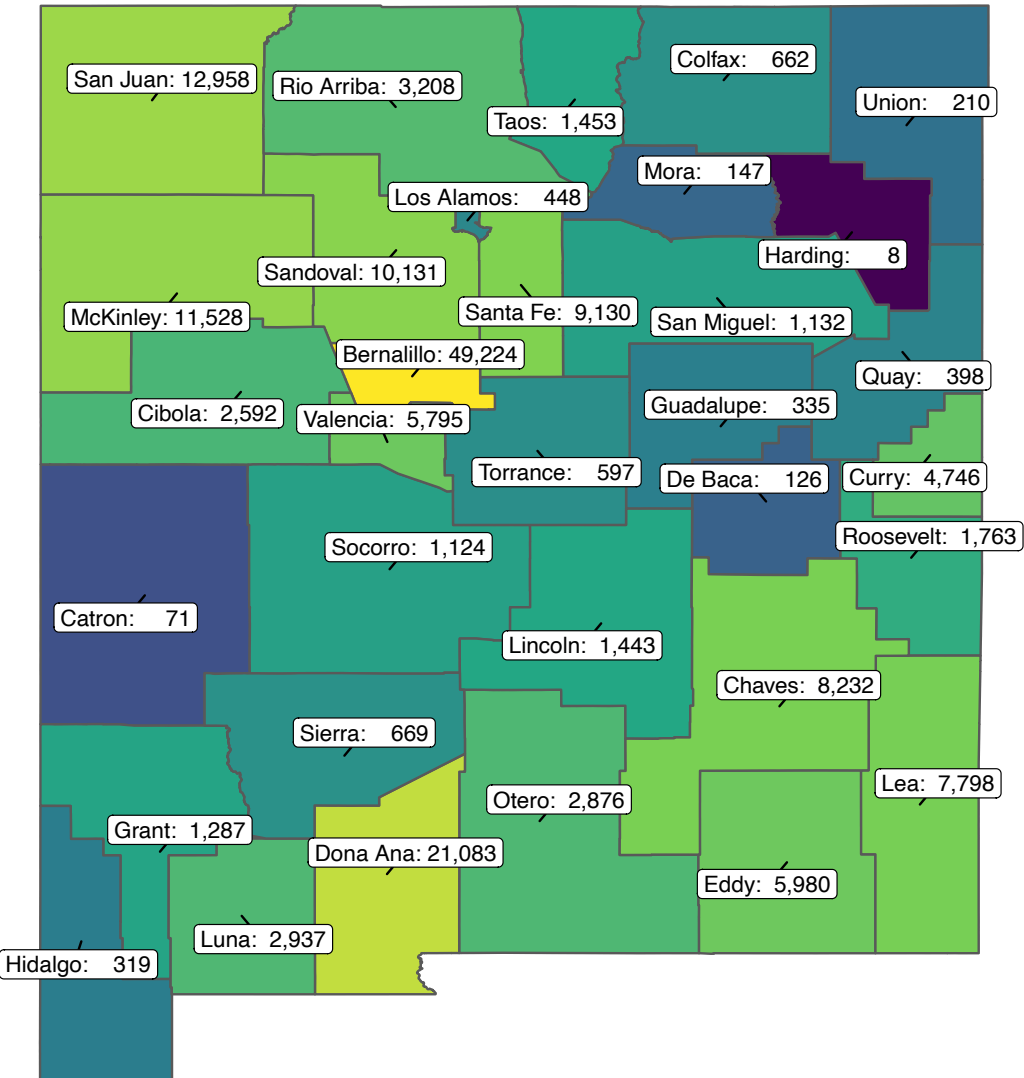 Colfax: 662
San Juan: 12,958
Rio Arriba: 3,208
Union: 210
Taos: 1,453
Mora: 147
Los Alamos: 448
Harding: 8
Sandoval: 10,131
Santa Fe: 9,130
McKinley: 11,528
San Miguel: 1,132
Bernalillo: 49,224
Quay: 398
Guadalupe: 335
Cibola: 2,592
Valencia: 5,795
Torrance: 597
De Baca: 126
Curry: 4,746
Roosevelt: 1,763
Socorro: 1,124
Catron: 71
Lincoln: 1,443
Chaves: 8,232
Sierra: 669
Lea: 7,798
Otero: 2,876
Grant: 1,287
Dona Ana: 21,083
Eddy: 5,980
Luna: 2,937
Hidalgo: 319